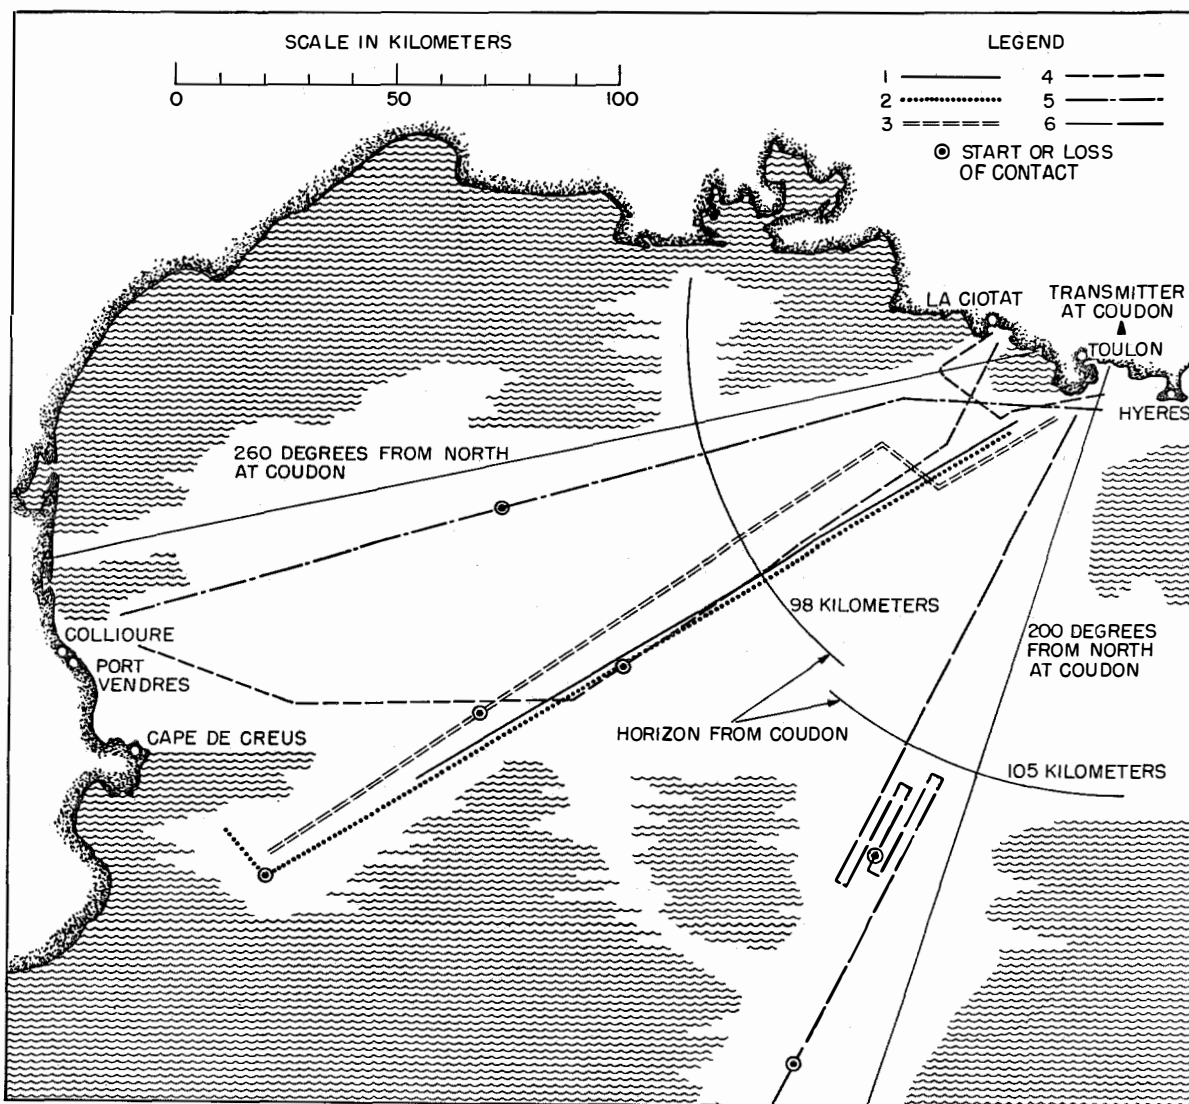 SCALE IN KILOMETERS
0 50 100
LEGEND
1
2
3
4
5
6
START OR LOSS
OF CONTACT
LA CIOTAT
TRANSMITTER
AT COUDON
TOULON
HYERES
260 DEGREES FROM NORTH
AT COUDON
98 KILOMETERS
COLLIOURE
PORT
VENDRES
200 DEGREES
FROM NORTH
AT COUDON
CAPE DE CREUS
HORIZON FROM COUDON
105 KILOMETERS